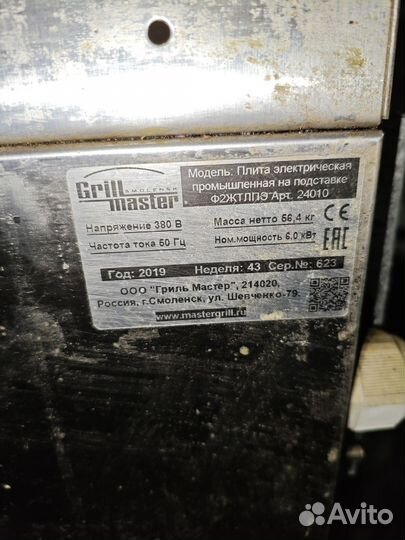 Grill
SMOLENSK
master
Модель: Плита электрическая
промышленная на подставке
Ф2ЖТЛПЭ Арт. 24010
Напряжение 380 В
Масса нетто 56,4 кг
CE
Частота тока 50 Гц
Ном.мощность 6,0 кВт
EAC
Год: 2019 Неделя: 43 Сер.№: 623
ООО "Гриль Мастер", 214020,
Россия, г.Смоленск, ул. Шевченко-79.
www.mastergrill.ru
Avito